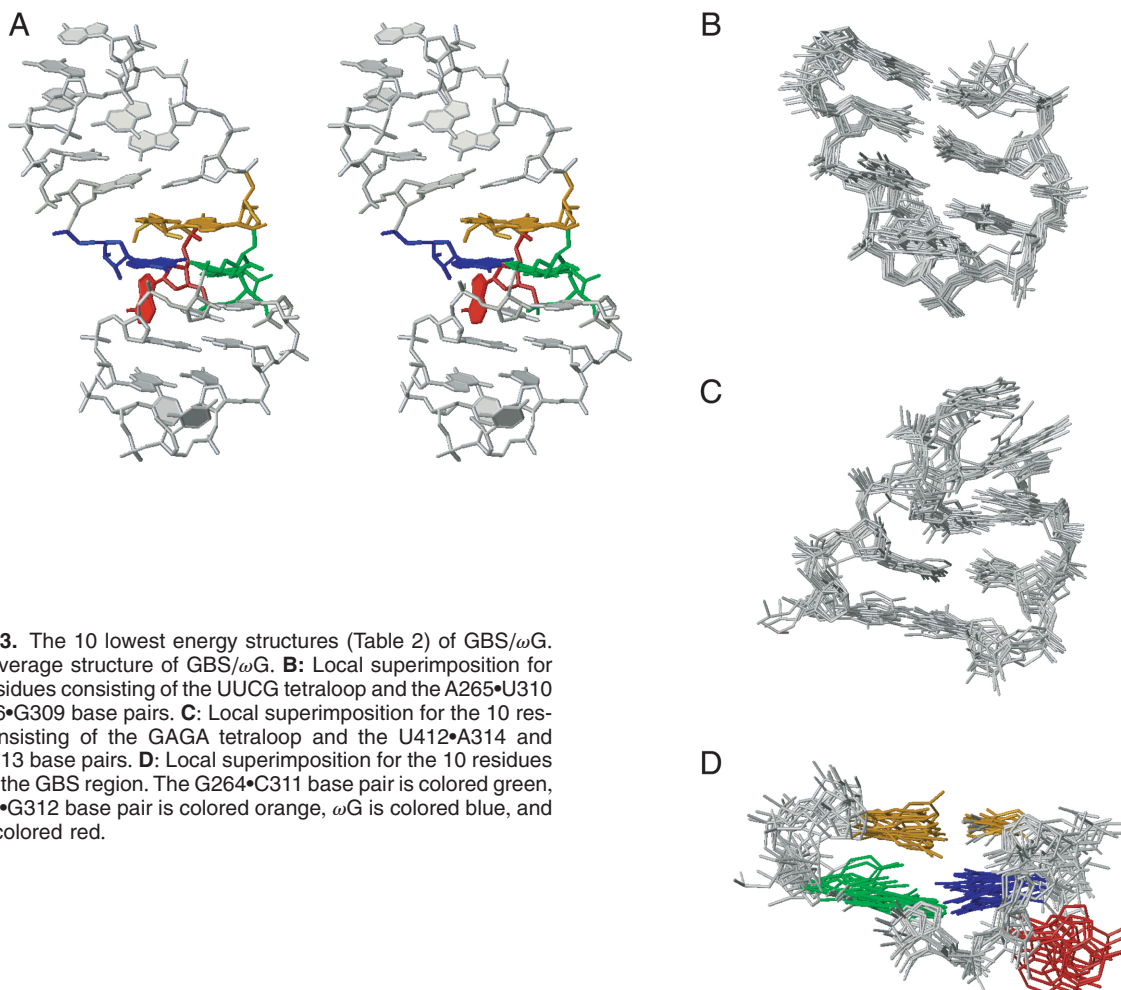 A
B
C
3. The 10 lowest energy structures (Table 2) of GBS/ωG.
verage structure of GBS/ωG. B: Local superimposition for
sidues consisting of the UUCG tetraloop and the A265•U310
6•G309 base pairs. C: Local superimposition for the 10 res-
nsisting of the GAGA tetraloop and the U412•A314 and
13 base pairs. D: Local superimposition for the 10 residues
the GBS region. The G264•C311 base pair is colored green,
•G312 base pair is colored orange, ωG is colored blue, and
colored red.
D